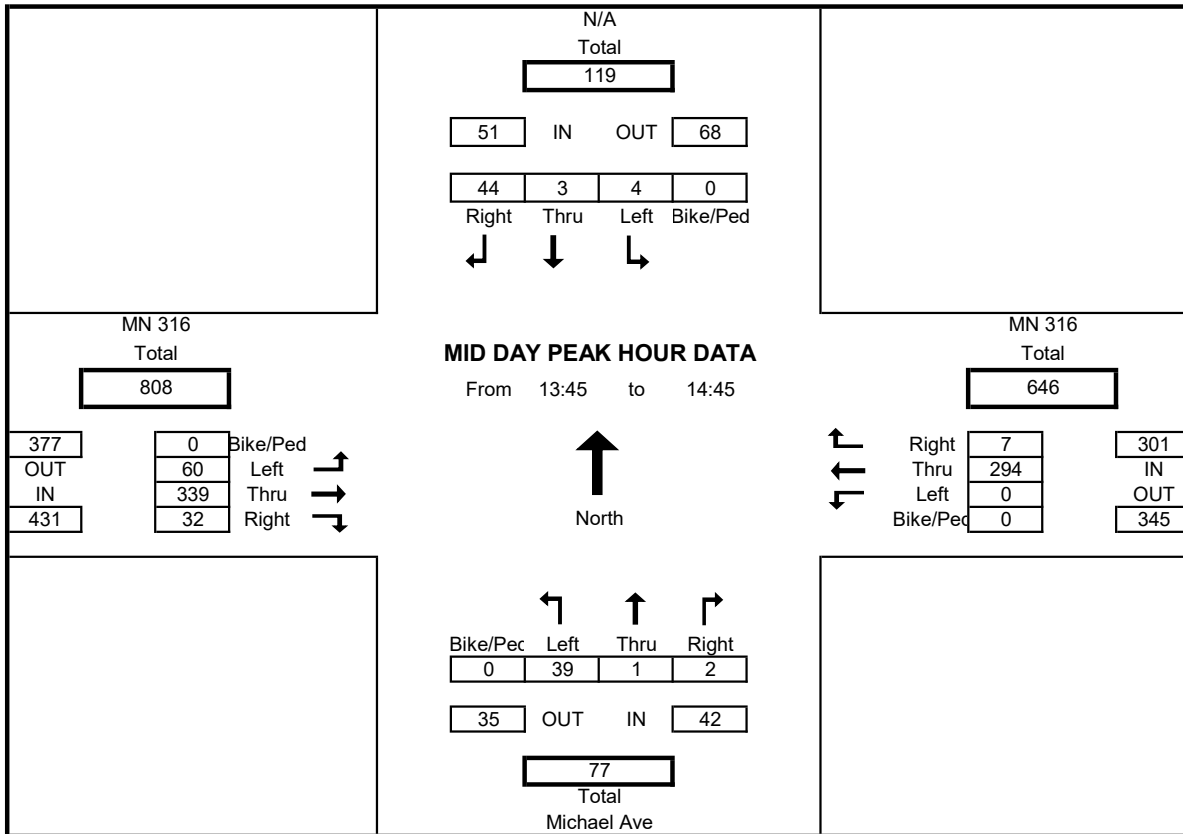 N/A
Total
119
51 IN OUT 68
44 3 4 0
Right Thru Left Bike/Ped
MN 316
Total
808
377 0 Bike/Ped
OUT 60 Left
IN 339 Thru
431 32 Right
MID DAY PEAK HOUR DATA
From 13:45 to 14:45
North
MN 316
Total
646
Right 7 301
Thru 294 IN
Left 0 OUT
Bike/Ped 0 345
Bike/Ped Left Thru Right
0 39 1 2
35 OUT IN 42
77
Total
Michael Ave